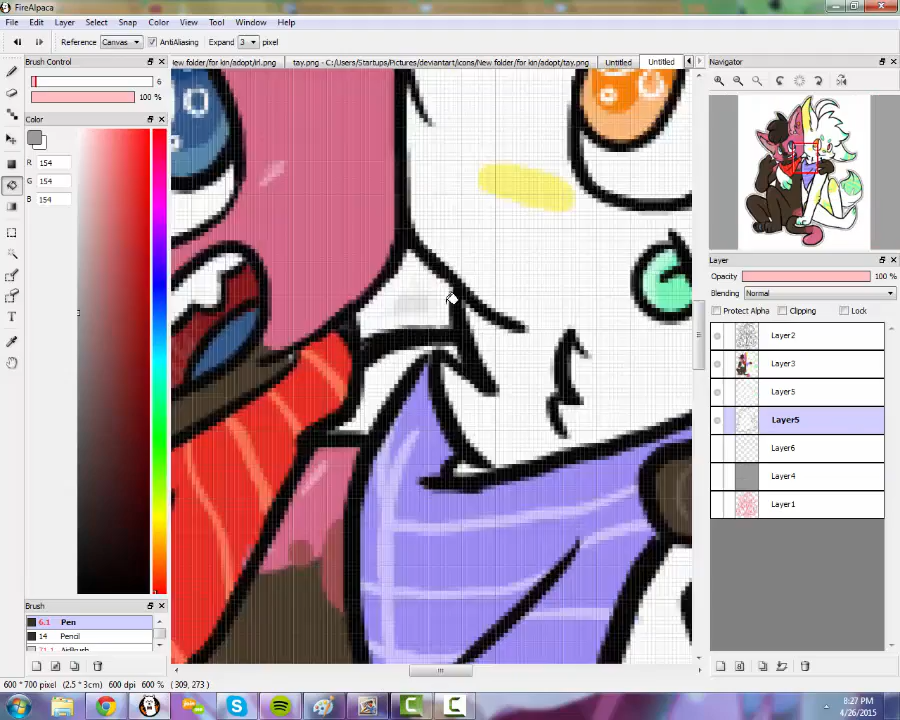 FireAlpaca
File Edit Layer Select Snap Color View Tool Window Help
Reference Canvas AntiAliasing Expand 3 pixel
Brush Control
ew folder/for kin/adopt/irl.png tay.png - C:/Users/Startups/Pictures/deviantart/icons/New folder/for kin/adopt/tay.png Untitled Untitled
Navigator
6
100 %
Color
R 154
G 154
B 154
Layer
Opacity 100 %
Blending Normal
Protect Alpha Clipping Lock
Layer2
Layer3
Layer5
Layer5
Layer6
Layer4
Layer1
Brush
6.1 Pen
14 Pencil
71.1 AirBrush
600 * 700 pixel (2.5 * 3cm) 600 dpi 600 % ( 309, 273 )
8:27 PM
4/26/2015